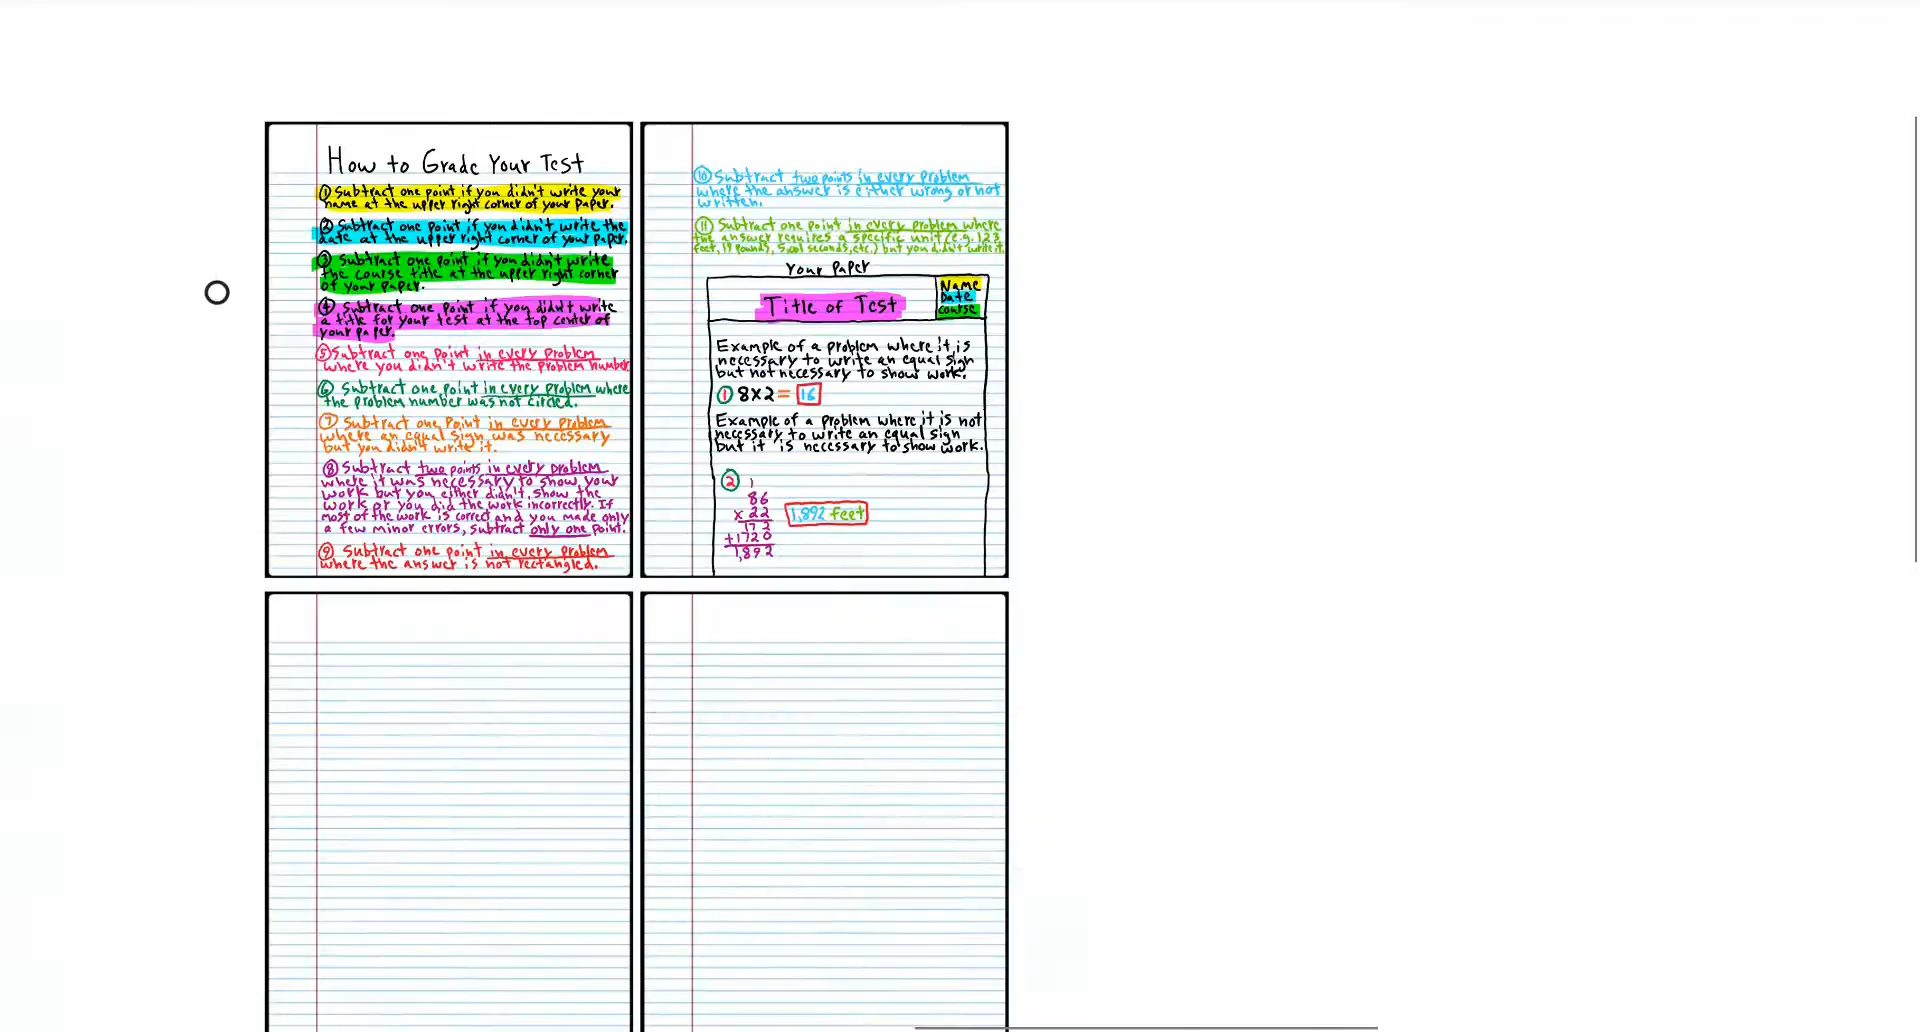 How to Grade Your Test
① Subtract one point if you didn't write your
name at the upper right corner of your paper.
② Subtract one point if you didn't write the
date at the upper right corner of your paper.
③ Subtract one point if you didn't write
the course title at the upper right corner
of your paper.
④ Subtract one point if you didn't write
a title for your test at the top center of
your paper.
⑤ Subtract one point in every problem
where you didn't write the problem number
⑥ Subtract one point in every problem where
the problem number was not circled.
⑦ Subtract one point in every problem
where an equal sign was necessary
but you didn't write it.
⑧ Subtract two points in every problem
where it was necessary to show your
work but you either didn't show the
work or you did the work incorrectly. If
most of the work is correct and you made only
a few minor errors, subtract only one point.
⑨ Subtract one point in every problem
where the answer is not rectangled.
⑩ Subtract two points in every problem
where the answer is either wrong or not
written.
⑪ Subtract one point in every problem where
the answer requires a specific unit (e.g. 123
feet, 17 pounds, seconds, etc.) but you didn't write it.
Your Paper
Title of Test
Name
Date
Course
Example of a problem where it is
necessary to write an equal sign
but not necessary to show work.
① 8x2 = 16
Example of a problem where it is not
necessary to write an equal sign
but it is necessary to show work.
② 1
86
x 22
172
+1720
1,892
1,892 feet